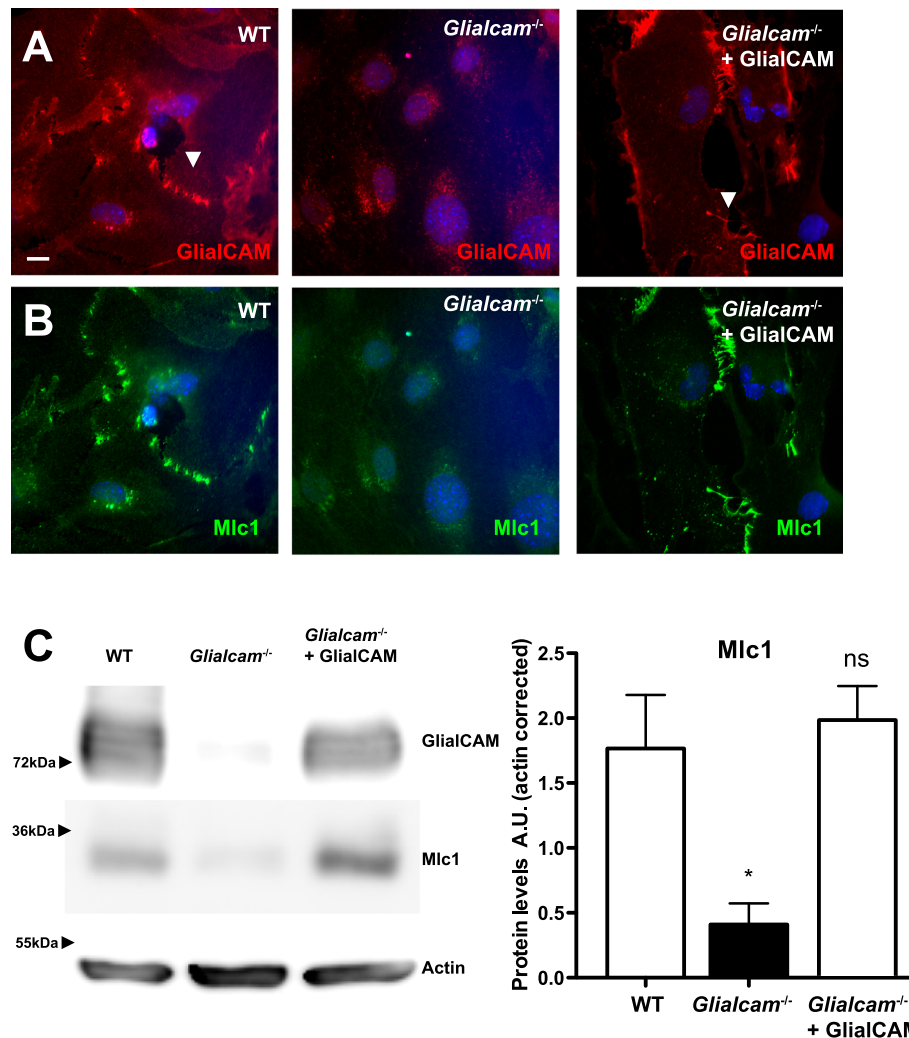 A
WT
GlialCAM
Glialcam-/-
GlialCAM
Glialcam-/-
+ GlialCAM
GlialCAM
B
WT
Mlc1
Glialcam-/-
Mlc1
Glialcam-/-
+ GlialCAM
Mlc1
C
WT
Glialcam-/-
Glialcam-/-
+ GlialCAM
GlialCAM
72kDa
36kDa
Mlc1
55kDa
Actin
Mlc1
Protein levels A.U. (actin corrected)
2.5
2.0
1.5
1.0
0.5
0.0
*
ns
WT
Glialcam-/-
Glialcam-/-
+ GlialCAM